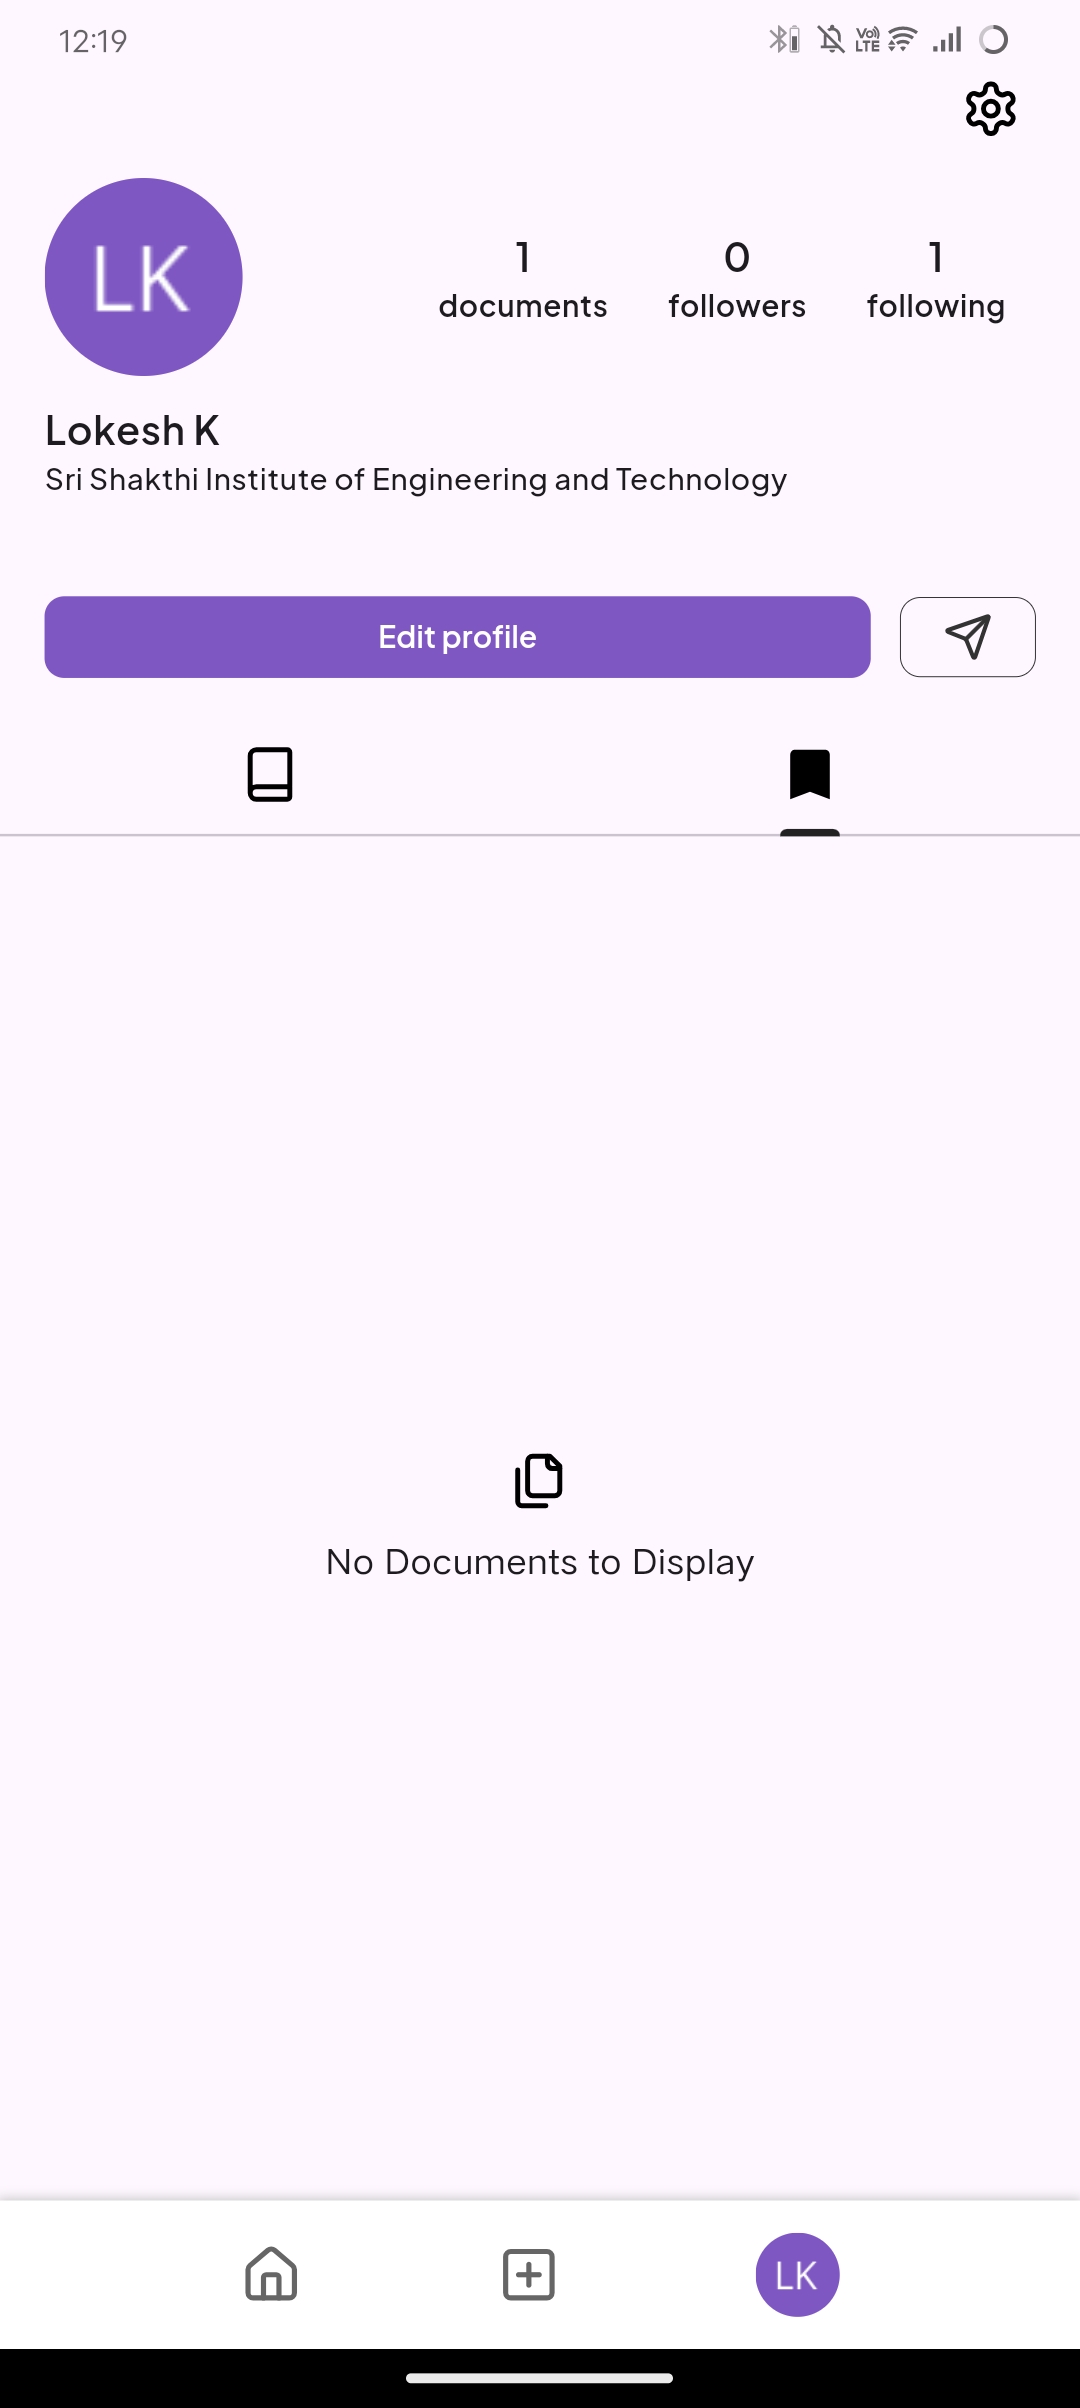 12:19
Vo) LTE
LK
1 0 1
documents followers following
Lokesh K
Sri Shakthi Institute of Engineering and Technology
Edit profile
No Documents to Display
LK